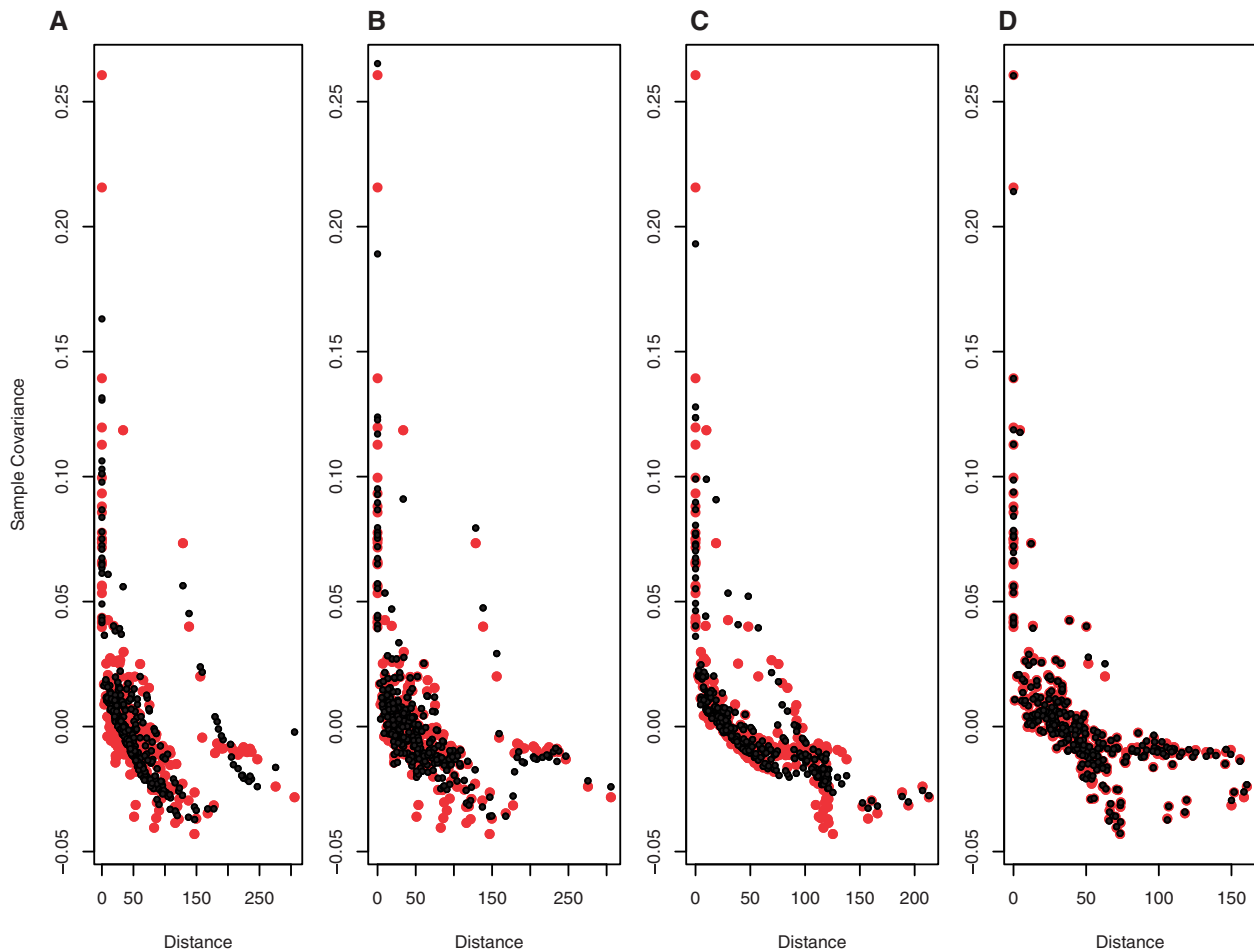 A B C D
Sample Covariance
0.25 0.25 0.25 0.25
0.20 0.20 0.20 0.20
0.15 0.15 0.15 0.15
0.10 0.10 0.10 0.10
0.05 0.05 0.05 0.05
0.00 0.00 0.00 0.00
−0.05 −0.05 −0.05 −0.05
0 50 150 250 0 50 150 250 0 50 100 150 200 0 50 100 150
Distance Distance Distance Distance